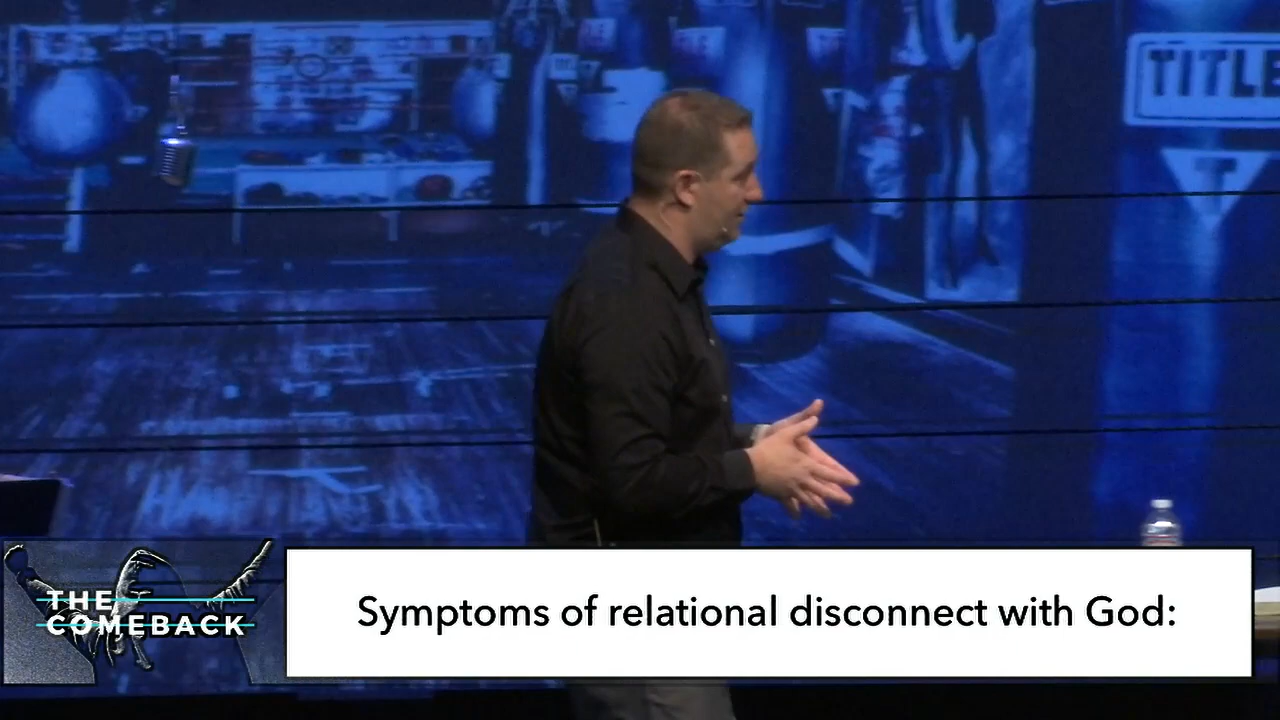 TITLE
T
THE
COMEBACK
Symptoms of relational disconnect with God: